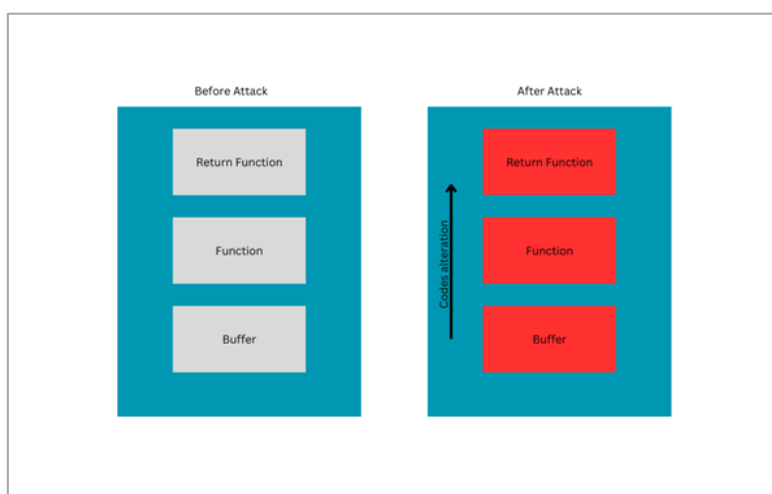 Before Attack
After Attack
Return Function
Function
Buffer
Codes alteration
Return Function
Function
Buffer